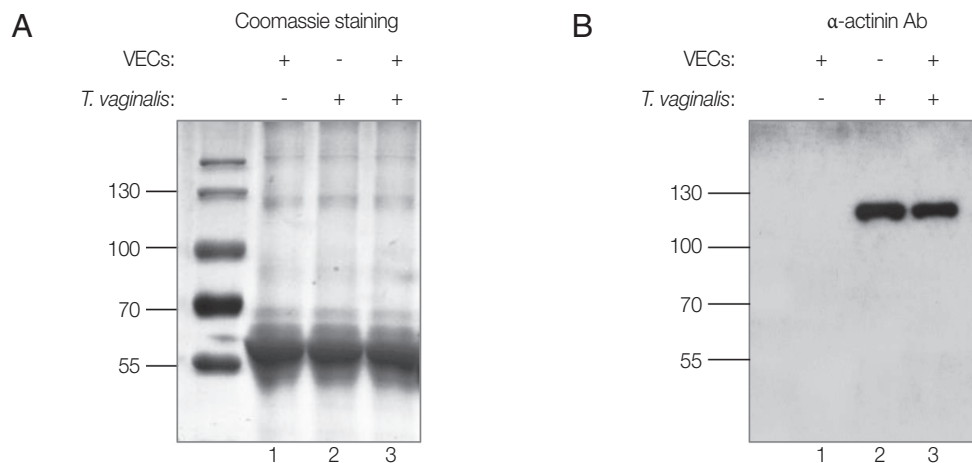 A
Coomassie staining
VECs: + - +
T. vaginalis: - + +
130
100
70
55
1 2 3
B
α-actinin Ab
VECs: + - +
T. vaginalis: - + +
130
100
70
55
1 2 3